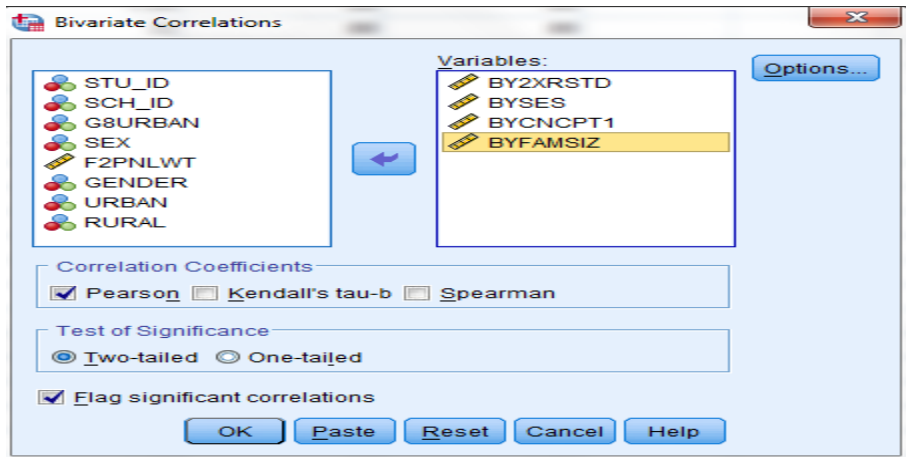 Bivariate Correlations
STU_ID
SCH_ID
G8URBAN
SEX
F2PNLWT
GENDER
URBAN
RURAL
Variables:
BY2XRSTD
BYSES
BYCNCPT1
BYFAMSIZ
Options...
Correlation Coefficients
Pearson Kendall's tau-b Spearman
Test of Significance
Two-tailed One-tailed
Flag significant correlations
OK Paste Reset Cancel Help